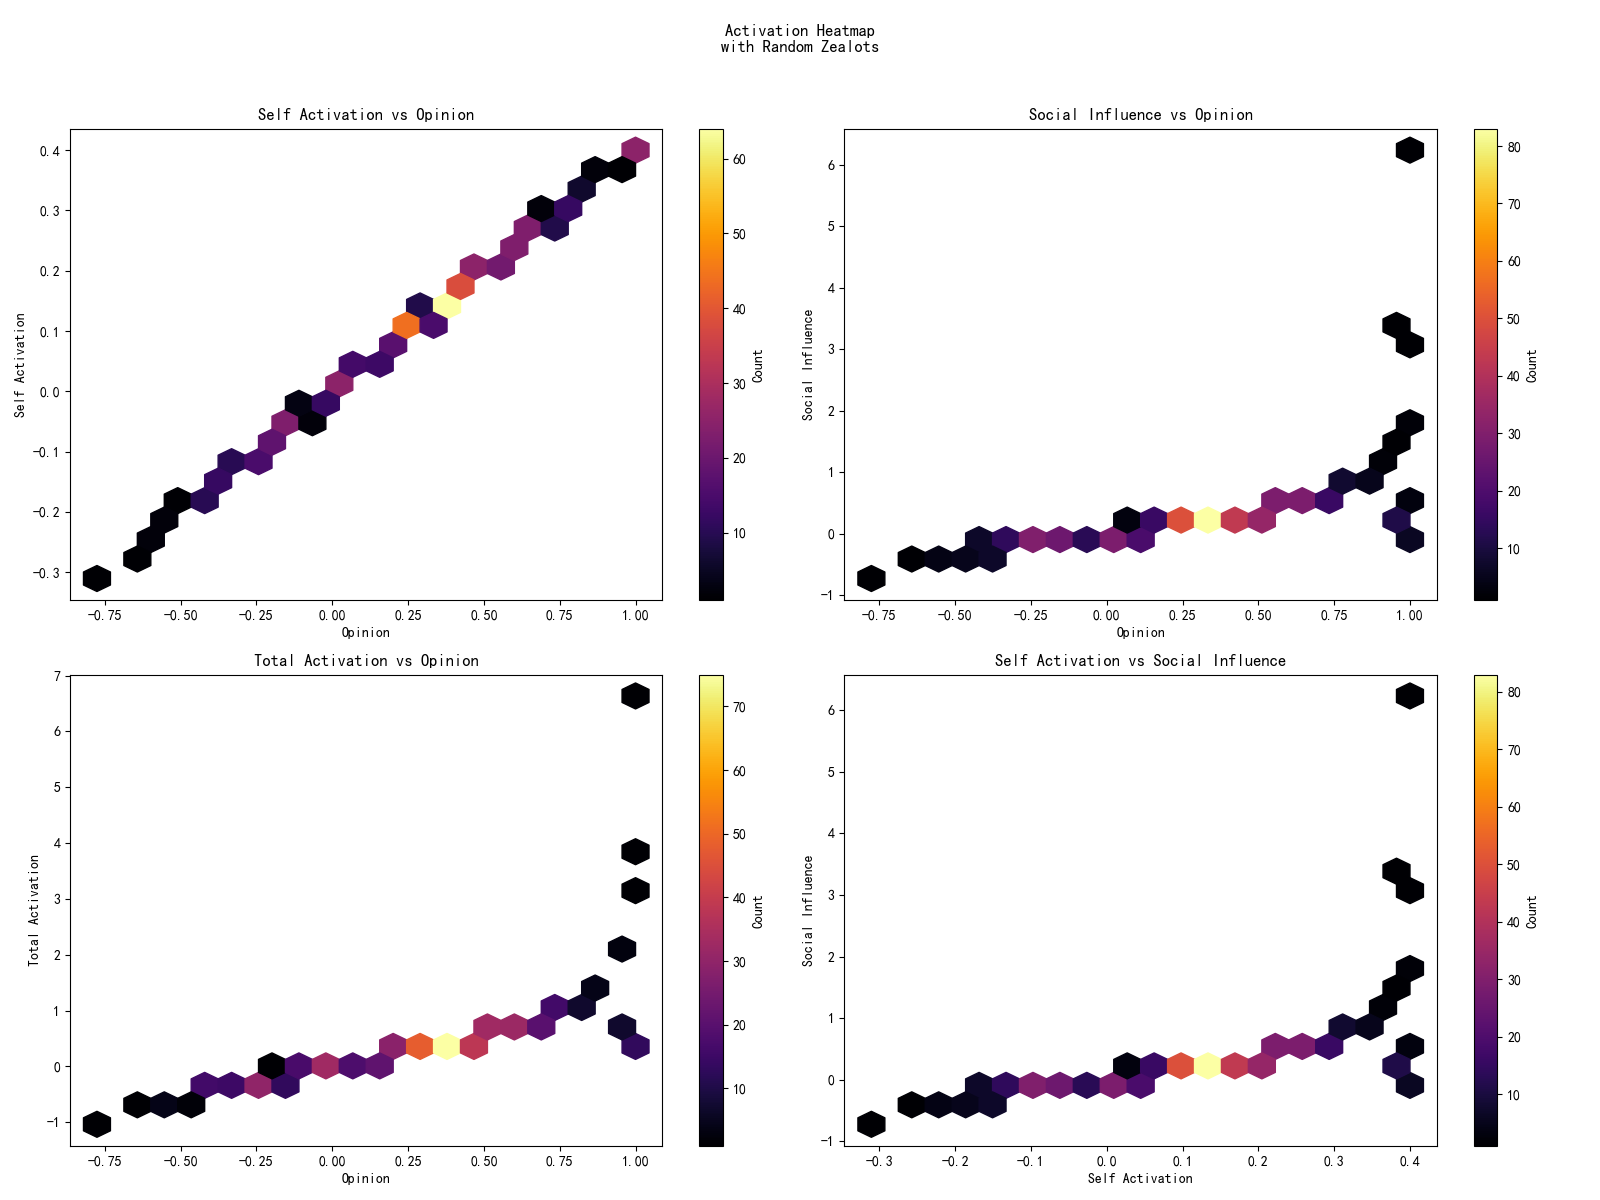 Activation Heatmap
with Random Zealots
Self Activation vs Opinion
Self Activation
0.4
0.3
0.2
0.1
0.0
−0.1
−0.2
−0.3
−0.75 −0.50 −0.25 0.00 0.25 0.50 0.75 1.00
Opinion
60
50
40
30
20
10
Count
Social Influence vs Opinion
Social Influence
6
5
4
3
2
1
0
−1
−0.75 −0.50 −0.25 0.00 0.25 0.50 0.75 1.00
Opinion
80
70
60
50
40
30
20
10
Count
Total Activation vs Opinion
Total Activation
7
6
5
4
3
2
1
0
−1
−0.75 −0.50 −0.25 0.00 0.25 0.50 0.75 1.00
Opinion
70
60
50
40
30
20
10
Count
Self Activation vs Social Influence
Social Influence
6
5
4
3
2
1
0
−1
−0.3 −0.2 −0.1 0.0 0.1 0.2 0.3 0.4
Self Activation
80
70
60
50
40
30
20
10
Count